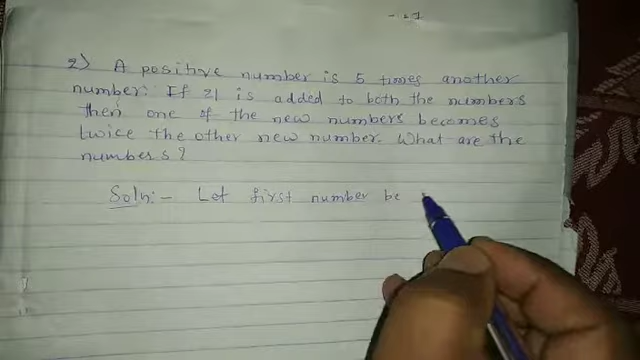 2) A positive number is 5 times another
number. If 21 is added to both the numbers
then one of the new numbers becomes
twice the other new number. What are the
numbers?
Soln:- Let first number be